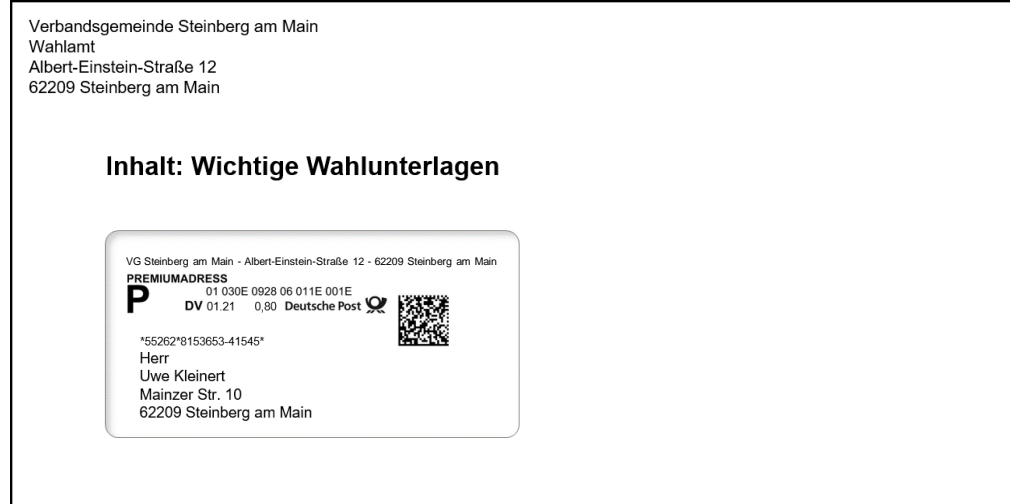 Verbandsgemeinde Steinberg am Main
Wahlamt
Albert-Einstein-Straße 12
62209 Steinberg am Main
Inhalt: Wichtige Wahlunterlagen
VG Steinberg am Main - Albert-Einstein-Straße 12 - 62209 Steinberg am Main
PREMIUMADRESS
P
01 030E 0928 06 011E 001E
DV 01.21 0,80 Deutsche Post
*55262*8153653-41545*
Herr
Uwe Kleinert
Mainzer Str. 10
62209 Steinberg am Main